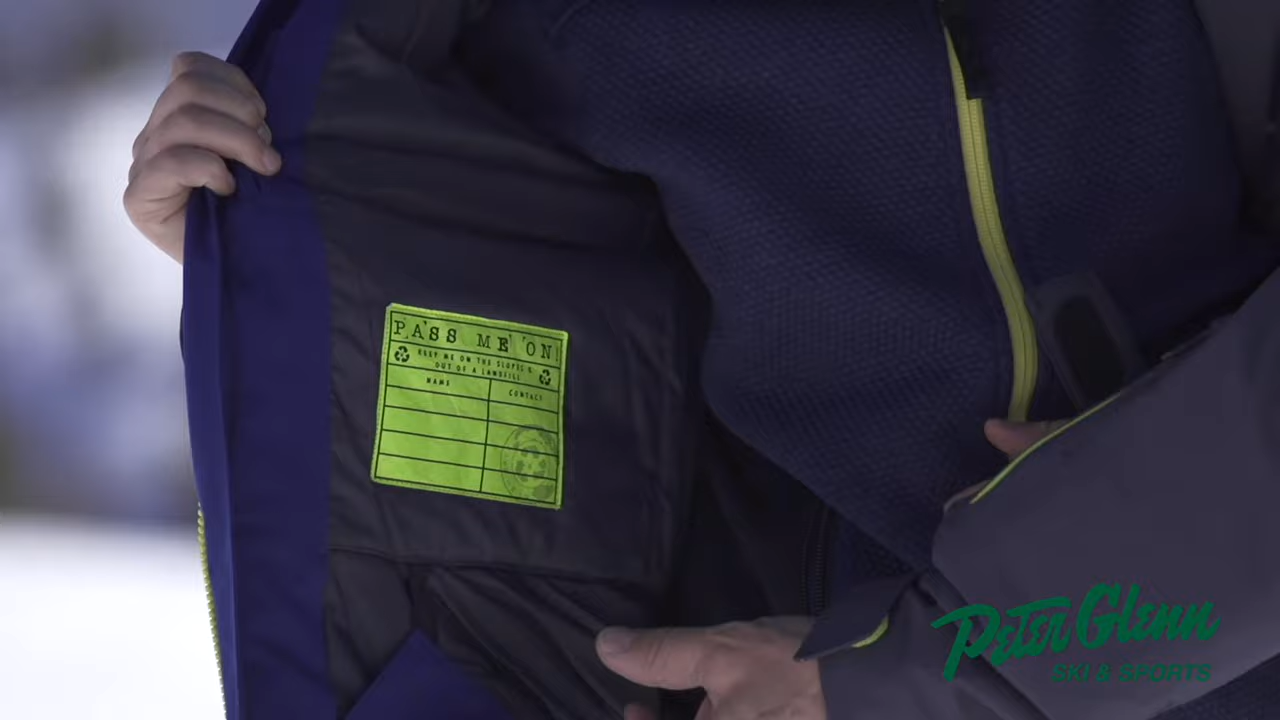 PASS ME ON!
KEEP ME ON THE SLOPES &
OUT OF A LANDFILL
NAME
CONTACT
Peter Glenn
SKI & SPORTS